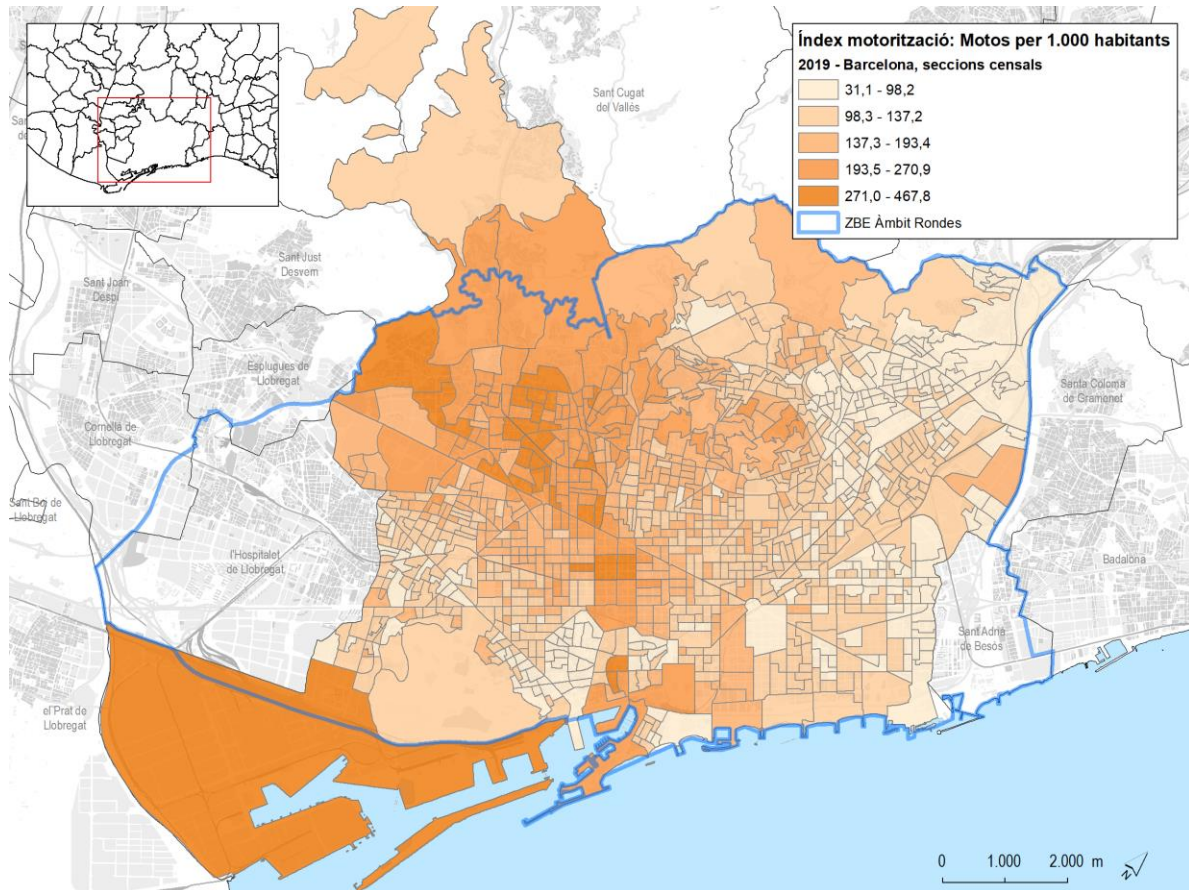 Índex motorització: Motos per 1.000 habitants
2019 - Barcelona, seccions censals
31,1 - 98,2
98,3 - 137,2
137,3 - 193,4
193,5 - 270,9
271,0 - 467,8
ZBE Àmbit Rondes
Sant Cugat
del Vallès
Sant Just
Desvern
Sant Joan
Despí
Esplugues de
Llobregat
Cornellà de
Llobregat
Santa Coloma
de Gramenet
Sant Boi de
Llobregat
l'Hospitalet
de Llobregat
Badalona
Sant Adrià
de Besòs
el Prat de
Llobregat
0 1.000 2.000 m
N